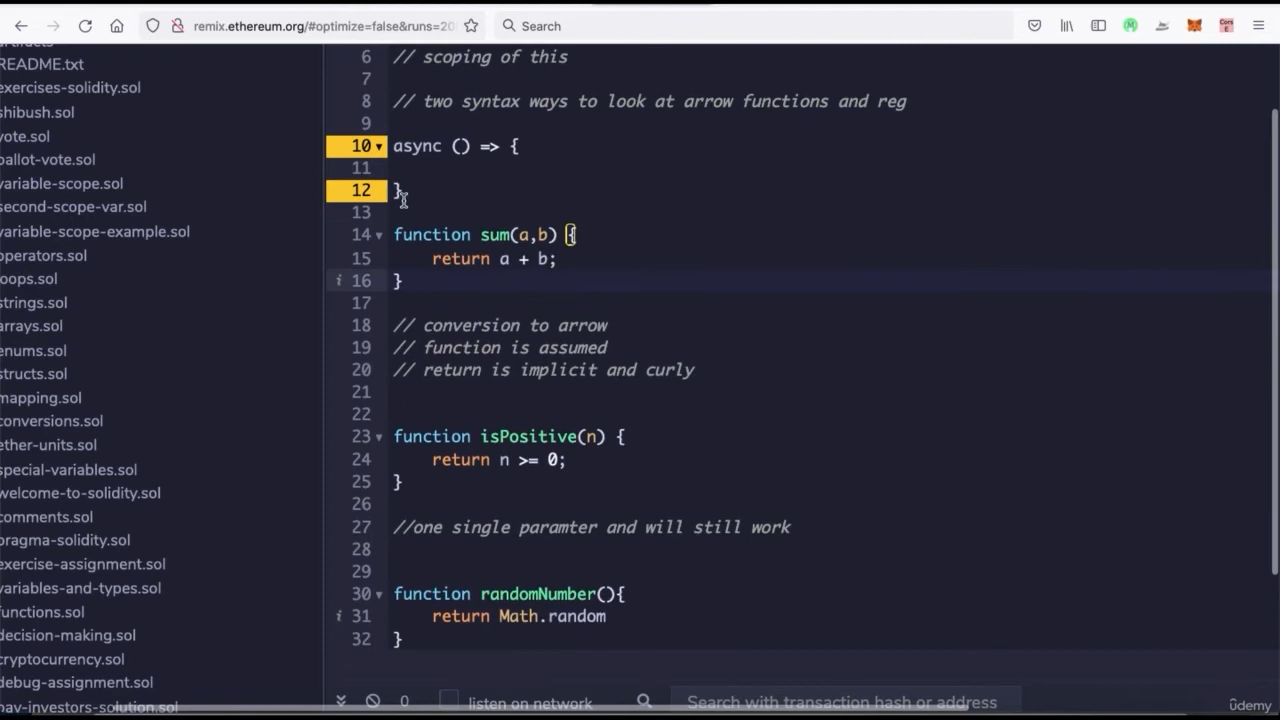 remix.ethereum.org/#optimize=false&runs=20
Search
README.txt
exercises-solidity.sol
shibush.sol
vote.sol
ballot-vote.sol
variable-scope.sol
second-scope-var.sol
variable-scope-example.sol
operators.sol
loops.sol
strings.sol
arrays.sol
enums.sol
structs.sol
mapping.sol
conversions.sol
ether-units.sol
special-variables.sol
welcome-to-solidity.sol
comments.sol
pragma-solidity.sol
exercise-assignment.sol
variables-and-types.sol
functions.sol
decision-making.sol
cryptocurrency.sol
debug-assignment.sol
nav-investors-solution.sol
6 // scoping of this
7
8 // two syntax ways to look at arrow functions and reg
9
10 async () => {
11
12 }
13
14 function sum(a,b) {
15 return a + b;
16 }
17
18 // conversion to arrow
19 // function is assumed
20 // return is implicit and curly
21
22
23 function isPositive(n) {
24 return n >= 0;
25 }
26
27 //one single paramter and will still work
28
29
30 function randomNumber(){
31 return Math.random
32 }
0 listen on network Search with transaction hash or address
ûdemy